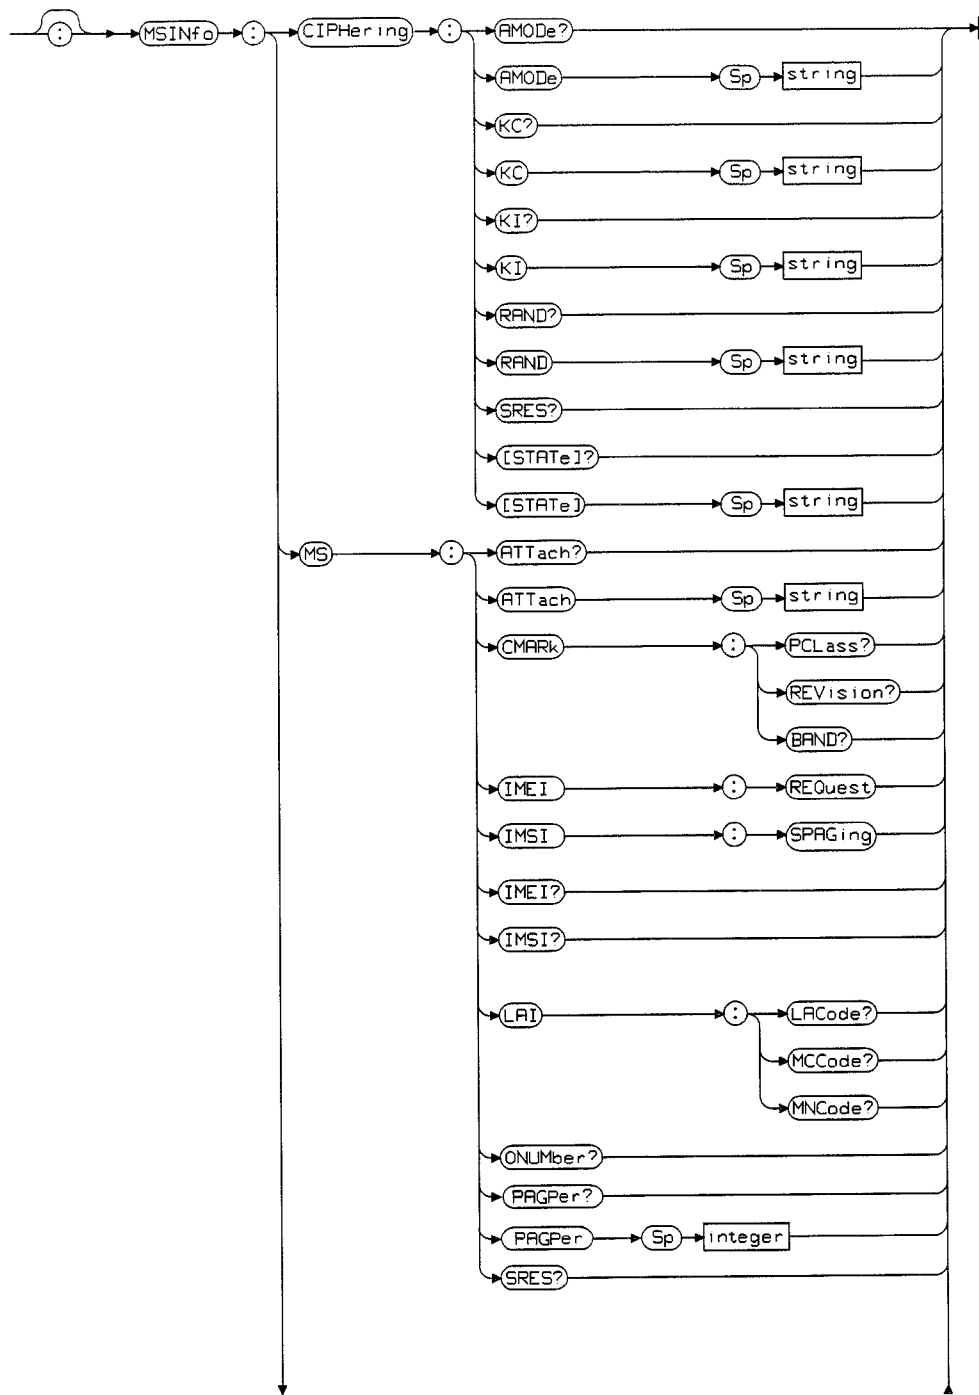 : MSINfo : CIPHering : AMODe?
AMODe Sp string
KC?
KC Sp string
KI?
KI Sp string
RAND?
RAND Sp string
SRES?
[STATe]?
[STATe] Sp string
MS : ATTach?
ATTach Sp string
CMARk : PCLass?
REVision?
BAND?
IMEI : REQuest
IMSI : SPAGing
IMEI?
IMSI?
LAI : LACode?
MCCode?
MNCode?
ONUMber?
PAGPer?
PAGPer Sp integer
SRES?